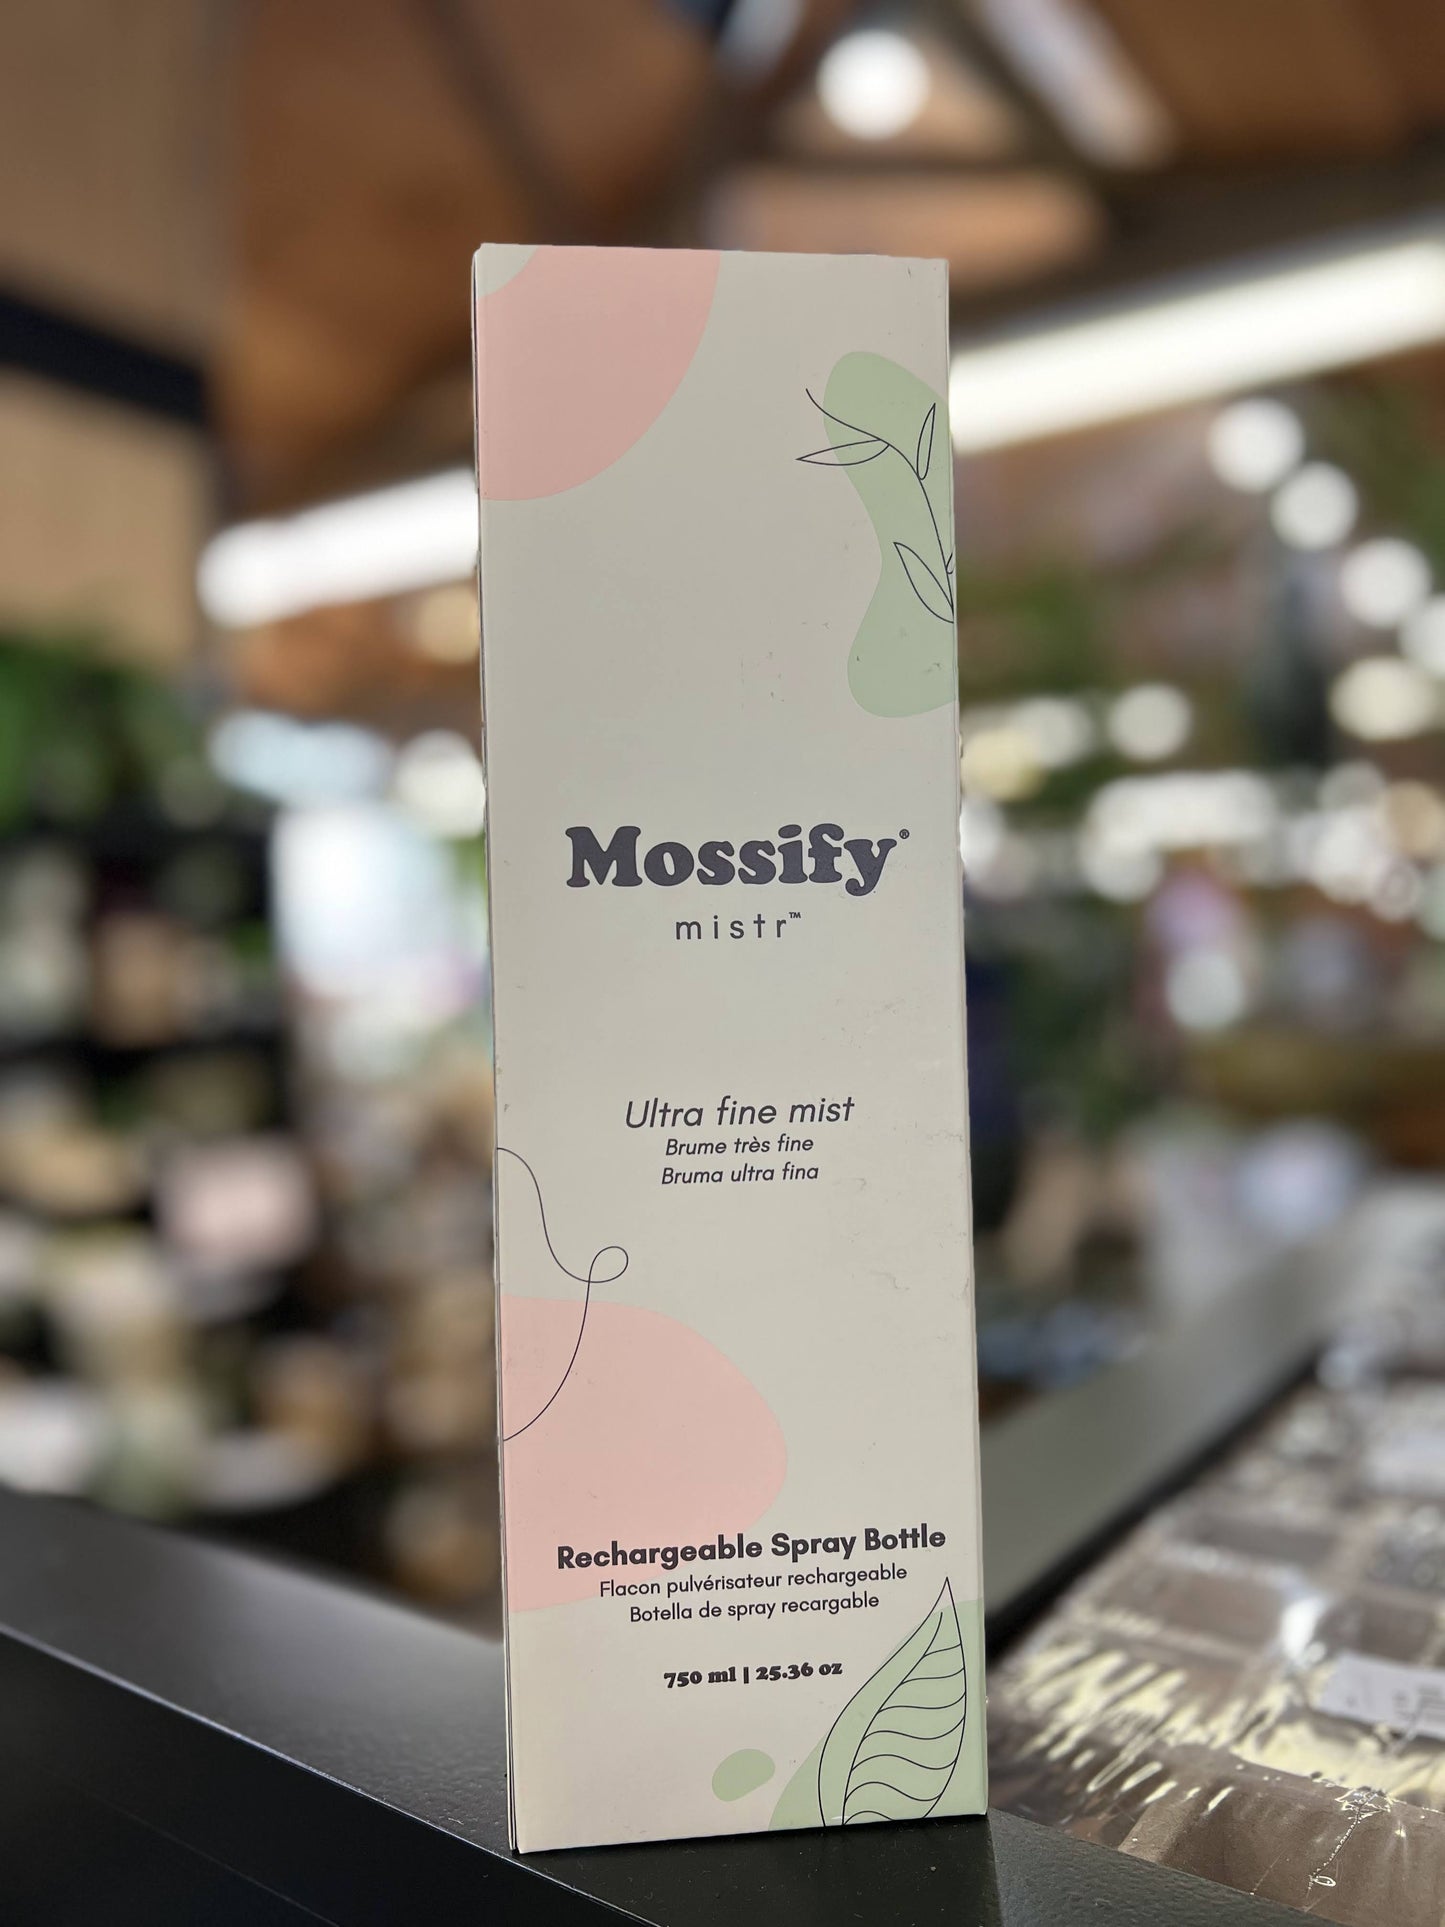 Mossify®
mistr™
Ultra fine mist
Brume très fine
Bruma ultra fina
Rechargeable Spray Bottle
Flacon pulvérisateur rechargeable
Botella de spray recargable
750 ml | 25.36 oz